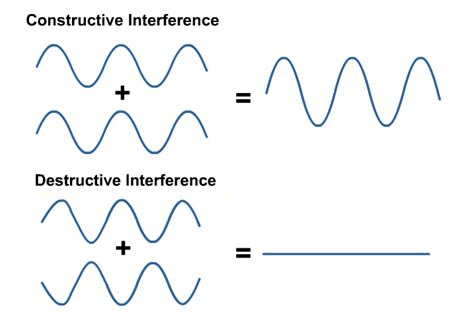 Constructive Interference
+
=
Destructive Interference
+
=